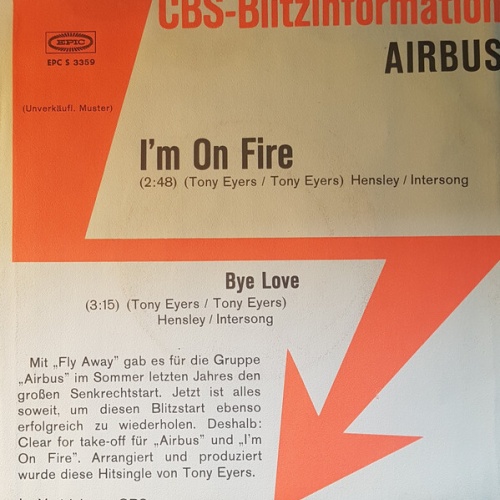 CBS-Blitzinformation
AIRBUS
EPIC
EPC S 3359
(Unverkäufl. Muster)
I'm On Fire
(2:48) (Tony Eyers / Tony Eyers) Hensley / Intersong
Bye Love
(3:15) (Tony Eyers / Tony Eyers)
Hensley / Intersong
Mit „Fly Away" gab es für die Gruppe
„Airbus" im Sommer letzten Jahres den
großen Senkrechtstart. Jetzt ist alles
soweit, um diesen Blitzstart ebenso
erfolgreich zu wiederholen. Deshalb:
Clear for take-off für „Airbus" und „I'm
On Fire". Arrangiert und produziert
wurde diese Hitsingle von Tony Eyers.